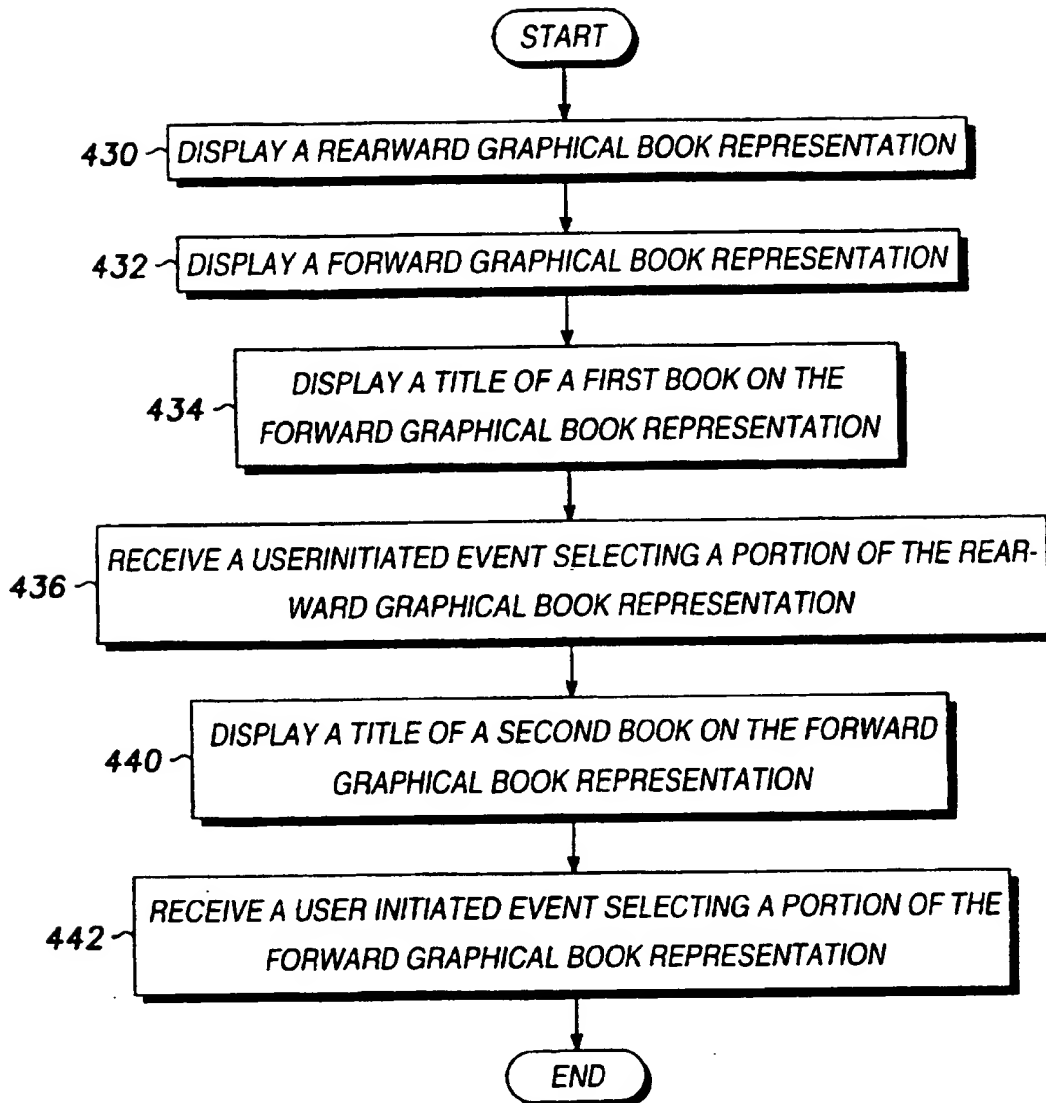 START
430 DISPLAY A REARWARD GRAPHICAL BOOK REPRESENTATION
432 DISPLAY A FORWARD GRAPHICAL BOOK REPRESENTATION
DISPLAY A TITLE OF A FIRST BOOK ON THE
434 FORWARD GRAPHICAL BOOK REPRESENTATION
RECEIVE A USERINITIATED EVENT SELECTING A PORTION OF THE REAR-
436 WARD GRAPHICAL BOOK REPRESENTATION
DISPLAY A TITLE OF A SECOND BOOK ON THE FORWARD
440 GRAPHICAL BOOK REPRESENTATION
RECEIVE A USER INITIATED EVENT SELECTING A PORTION OF THE
442 FORWARD GRAPHICAL BOOK REPRESENTATION
END